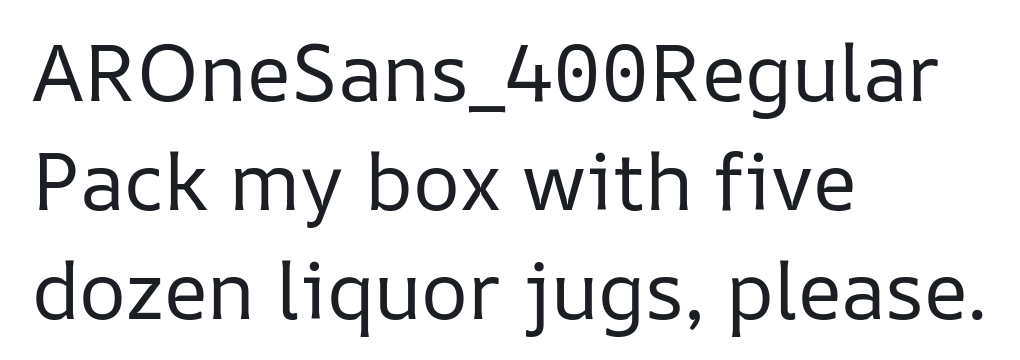 AROneSans_400Regular
Pack my box with five
dozen liquor jugs, please.